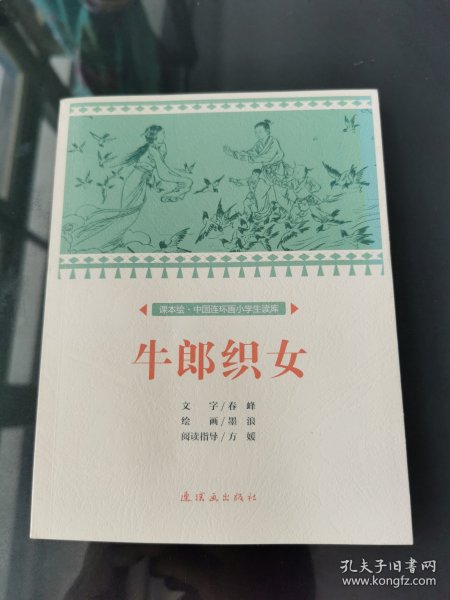 课本绘·中国连环画小学生读库
牛郎织女
文 字/春 峰
绘 画/墨 浪
阅读指导/方 媛
连环画出版社
孔夫子旧书网
www.kongfz.com